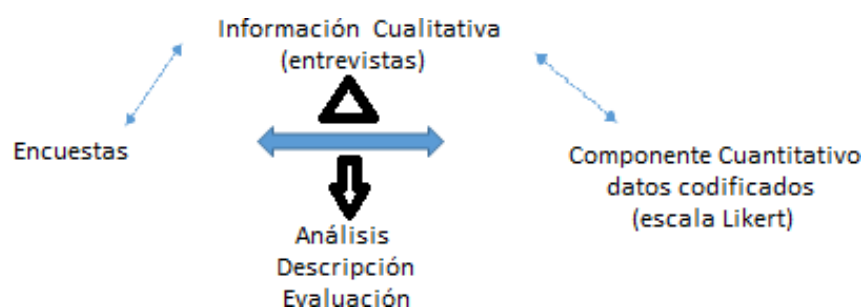 Información Cualitativa
(entrevistas)
Encuestas
Componente Cuantitativo
datos codificados
(escala Likert)
Análisis
Descripción
Evaluación